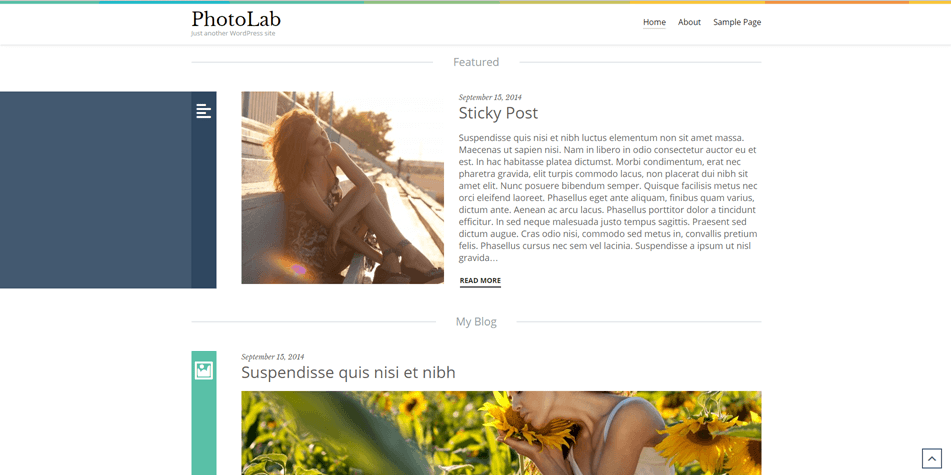 PhotoLab
Just another WordPress site
Home About Sample Page
Featured
September 15, 2014
Sticky Post
Suspendisse quis nisi et nibh luctus elementum non sit amet massa.
Maecenas ut sapien nisi. Nam in libero in odio consectetur auctor eu et
est. In hac habitasse platea dictumst. Morbi condimentum, erat nec
pharetra gravida, elit turpis commodo lacus, non placerat dui nibh sit
amet elit. Nunc posuere bibendum semper. Quisque facilisis metus nec
orci eleifend laoreet. Phasellus eget ante aliquam, finibus quam varius,
dictum ante. Aenean ac arcu lacus. Phasellus porttitor dolor a tincidunt
efficitur. In sed neque malesuada justo tempus sagittis. Praesent sed
dictum augue. Cras odio nisi, commodo sed metus in, convallis pretium
felis. Phasellus cursus nec sem vel lacinia. Suspendisse a ipsum ut nisl
gravida...
READ MORE
My Blog
September 15, 2014
Suspendisse quis nisi et nibh